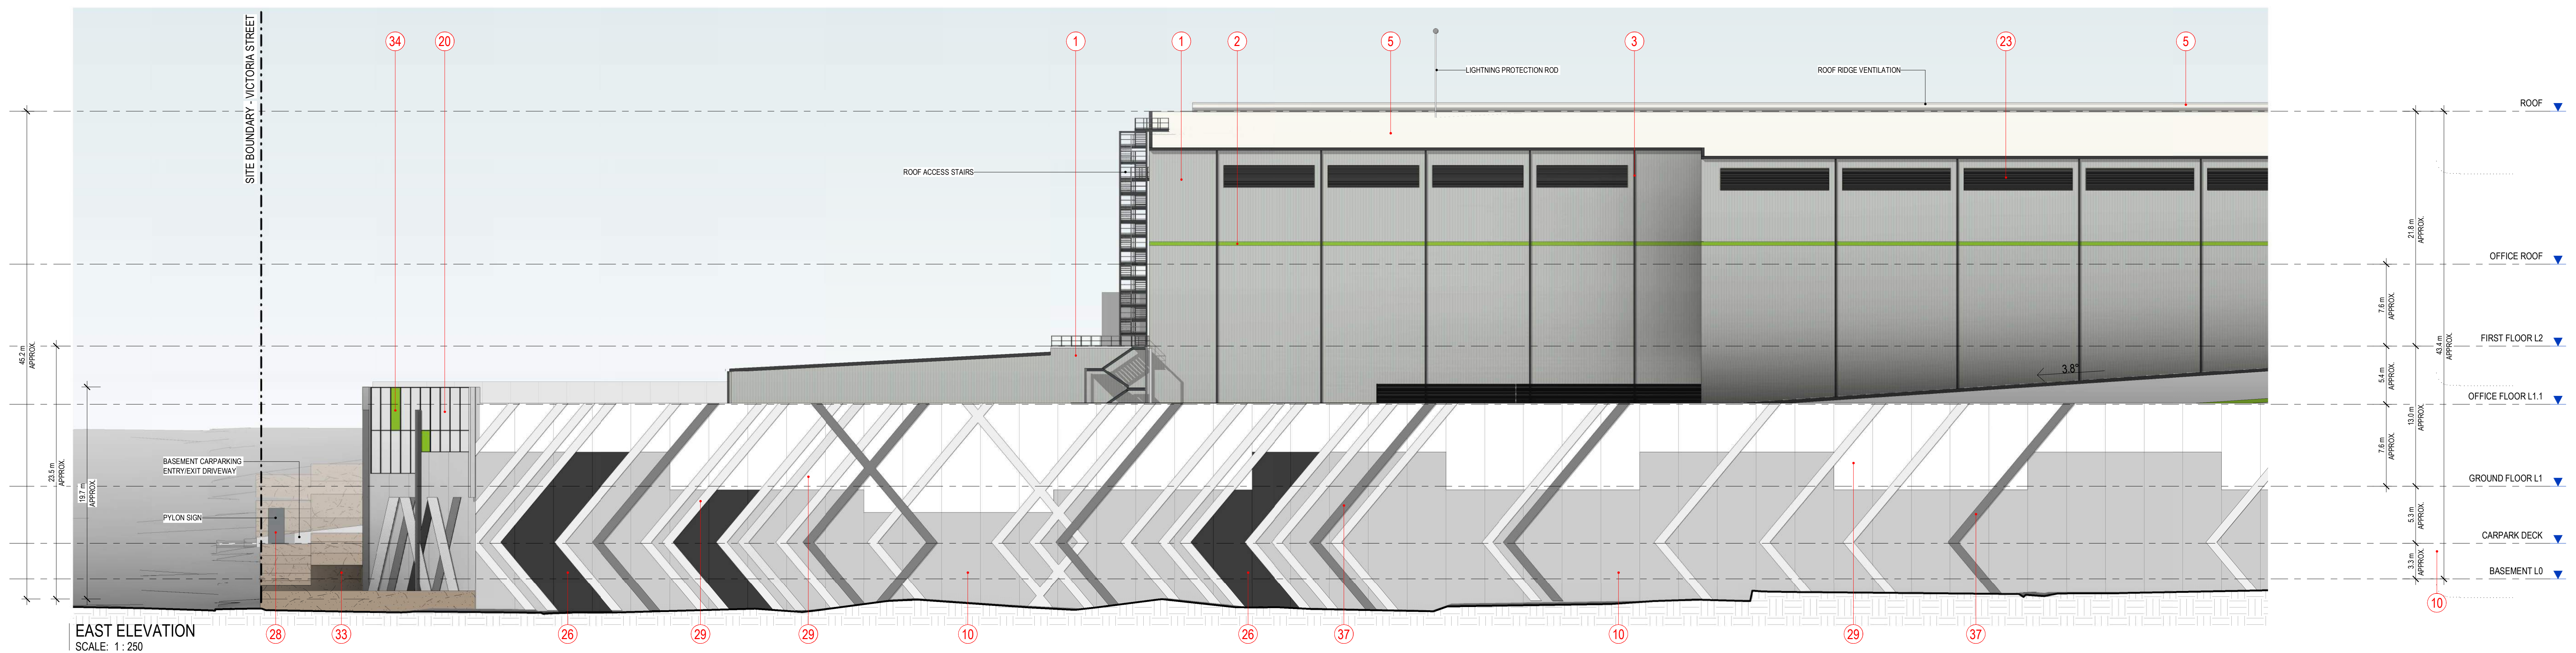 SITE BOUNDARY - VICTORIA STREET
34
20
1
1
2
5
3
23
5
LIGHTNING PROTECTION ROD
ROOF RIDGE VENTILATION
ROOF
ROOF ACCESS STAIRS
21.8 m
APPROX.
OFFICE ROOF
7.6 m
APPROX.
45.2 m
APPROX.
FIRST FLOOR L2
43.4 m
APPROX.
3.8°
5.4 m
APPROX.
OFFICE FLOOR L1.1
13.0 m
APPROX.
7.6 m
APPROX.
23.5 m
APPROX.
19.7 m
APPROX.
BASEMENT CARPARKING
ENTRY/EXIT DRIVEWAY
GROUND FLOOR L1
PYLON SIGN
5.3 m
APPROX.
CARPARK DECK
3.3 m
APPROX.
BASEMENT L0
10
EAST ELEVATION
SCALE: 1 : 250
28
33
26
29
29
10
26
37
10
29
37